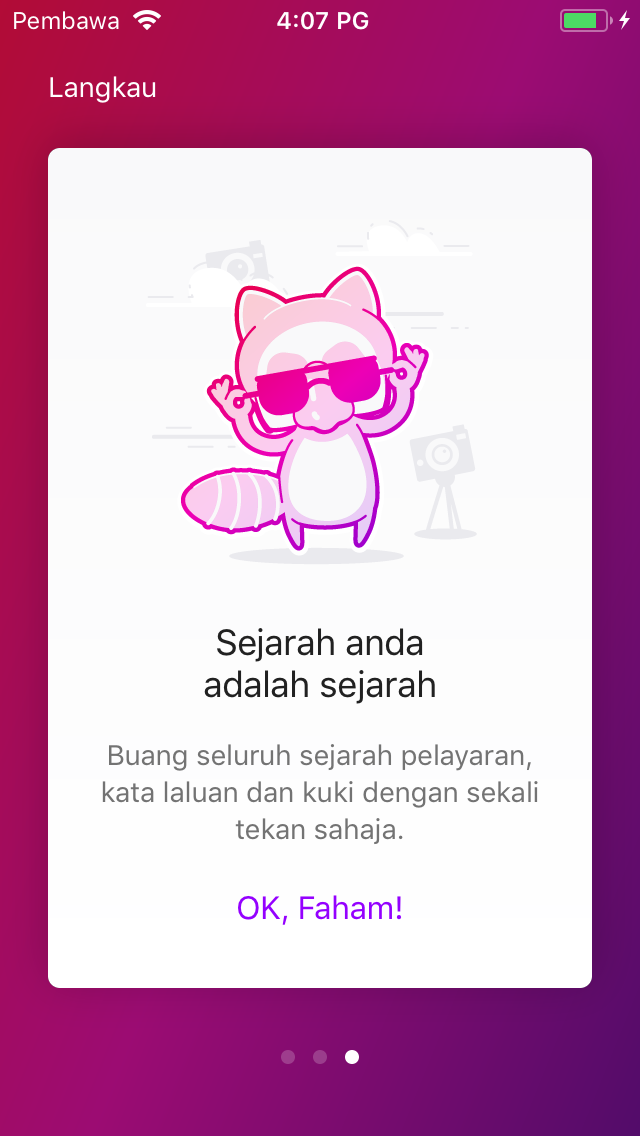 Pembawa 4:07 PG
Langkau
Sejarah anda
adalah sejarah
Buang seluruh sejarah pelayaran,
kata laluan dan kuki dengan sekali
tekan sahaja.
OK, Faham!